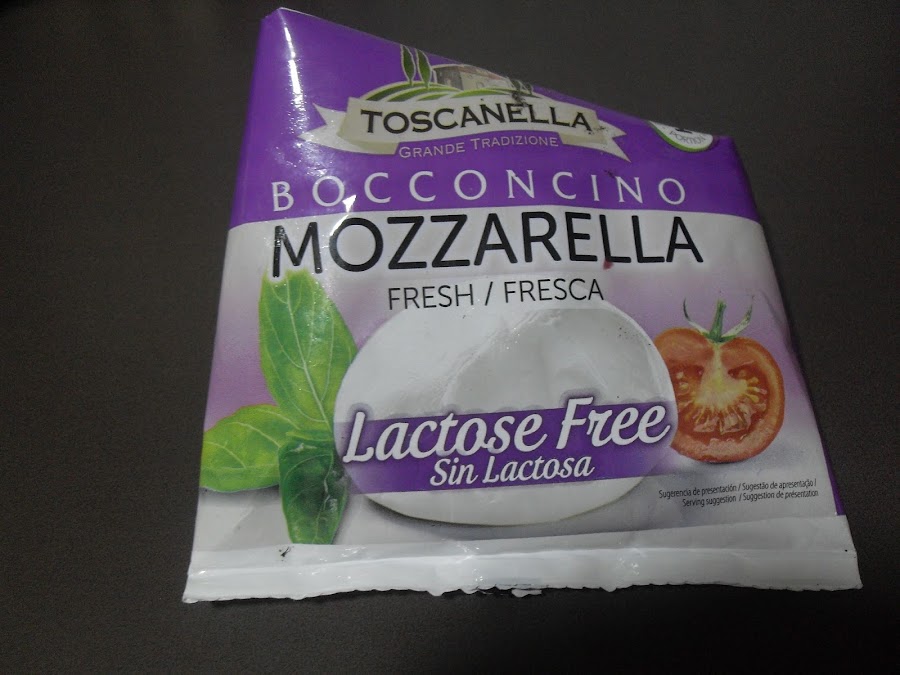 TOSCANELLA
GRANDE TRADIZIONE
BOCCONCINO
MOZZARELLA
FRESH / FRESCA
Lactose Free
Sin Lactosa
Sugerencia de presentación / Sugestão de apresentação /
Serving suggestion / Suggestion de présentation